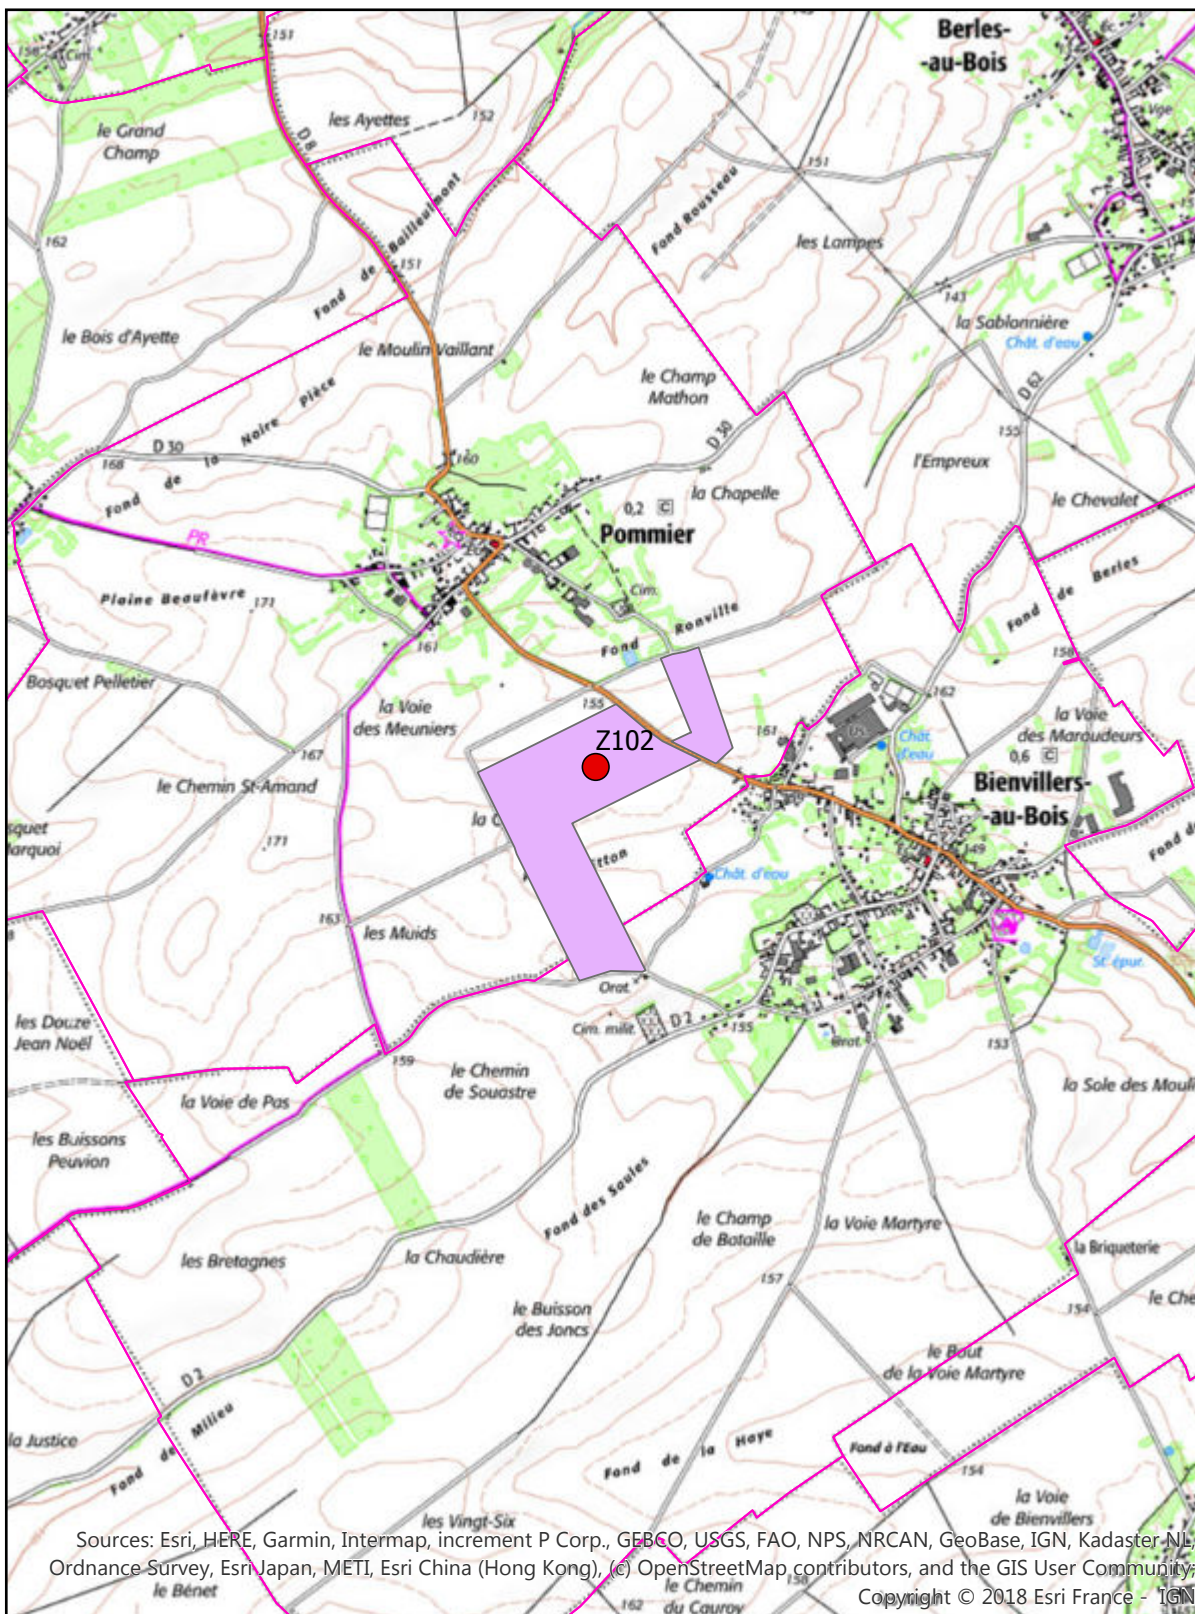 Berles-
-au-Bois
151
158
Cim.
les Ayettes
152
le Grand
Champ
D 8
Vge
151
Fond Rousseau
162
Fond de Bailleulmont
les Lampes
151
143
le Bois d'Ayette
la Sablonnière
le Moulin Vaillant
Chât. d'eau
le Champ
Mathon
D 62
Fond de la Noire Pièce
D 30
D 30
155
168
160
l'Empreux
la Chapelle
le Chevalet
0,2 C
Pommier
PR
Plaine Beaufèvre
171
Cim.
Fond de Berles
Fond Ronville
161
158
Bosquet Pelletier
162
la Voie
des Meuniers
155
la Voie
des Maraudeurs
161
Us.
Z102
Chât.
d'eau
0,6 C
167
le Chemin St-Amand
Bienvillers-
-au-Bois
171
149
Chât. d'eau
163
les Muids
St. épur.
Orat.
les Douze
Jean Noël
Cim. milit.
D 2
155
Orat.
153
159
le Chemin
de Souastre
la Voie de Pas
les Buissons
Peuvion
Fond des Saules
le Champ
de Bataille
la Voie Martyre
la Briqueterie
les Bretagnes
la Chaudière
157
le Buisson
des Joncs
154
le Bout
de la Voie Martyre
D 2
la Justice
Fond de Milieu
Fond de la Haye
Fond à l'Eau
154
la Voie
de Bienvillers
les Vingt-Six
Sources: Esri, HERE, Garmin, Intermap, increment P Corp., GEBCO, USGS, FAO, NPS, NRCAN, GeoBase, IGN, Kadaster NL,
Ordnance Survey, Esri Japan, METI, Esri China (Hong Kong), (c) OpenStreetMap contributors, and the GIS User Community,
le Bénet
le Chemin
du Cauroy
158
162
Copyright © 2018 Esri France - IGN